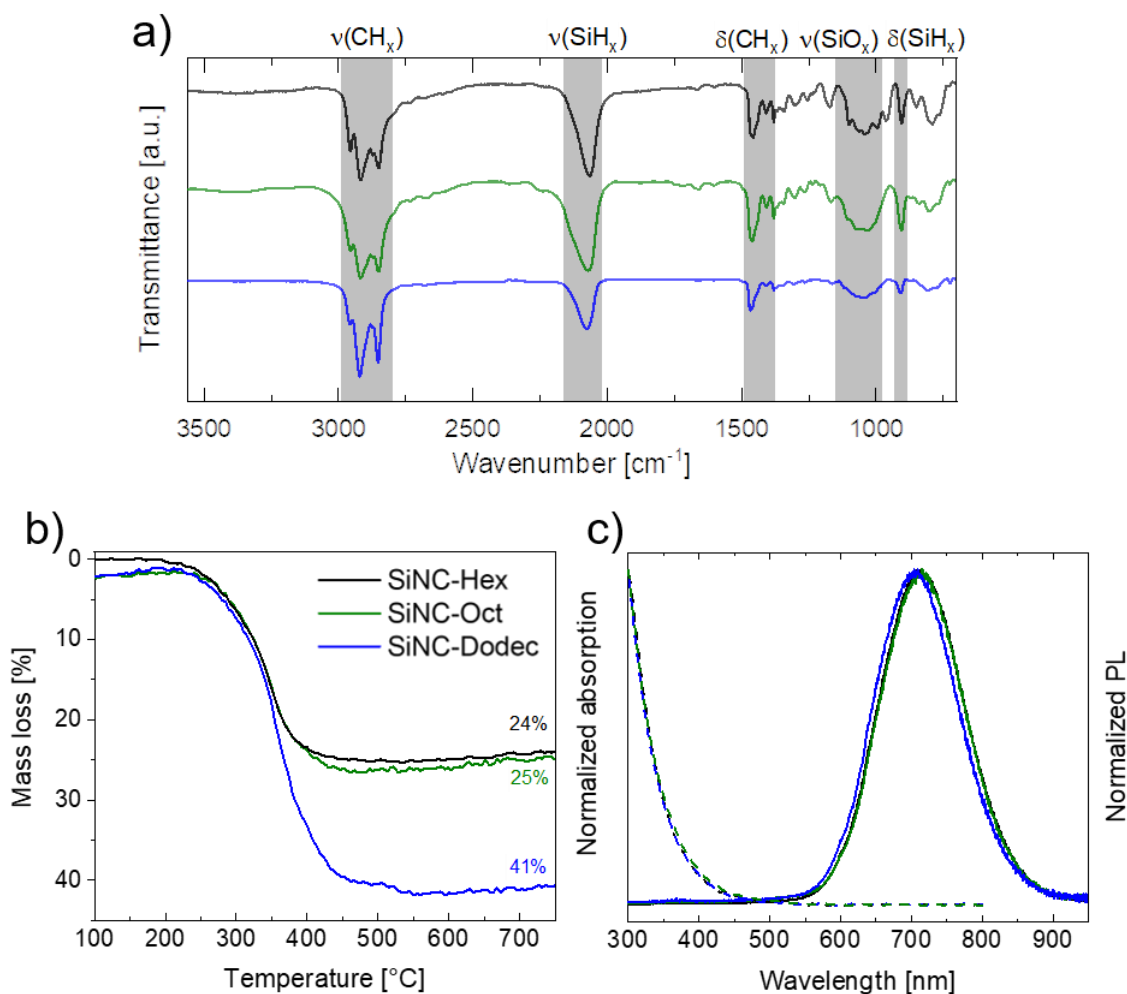 a)
ν(CHₓ) ν(SiHₓ) δ(CHₓ) ν(SiOₓ) δ(SiHₓ)
Transmittance [a.u.]
3500 3000 2500 2000 1500 1000
Wavenumber [cm⁻¹]
b)
0
10
20
30
40
Mass loss [%]
SiNC-Hex
SiNC-Oct
SiNC-Dodec
24%
25%
41%
100 200 300 400 500 600 700
Temperature [°C]
c)
Normalized absorption
Normalized PL
300 400 500 600 700 800 900
Wavelength [nm]